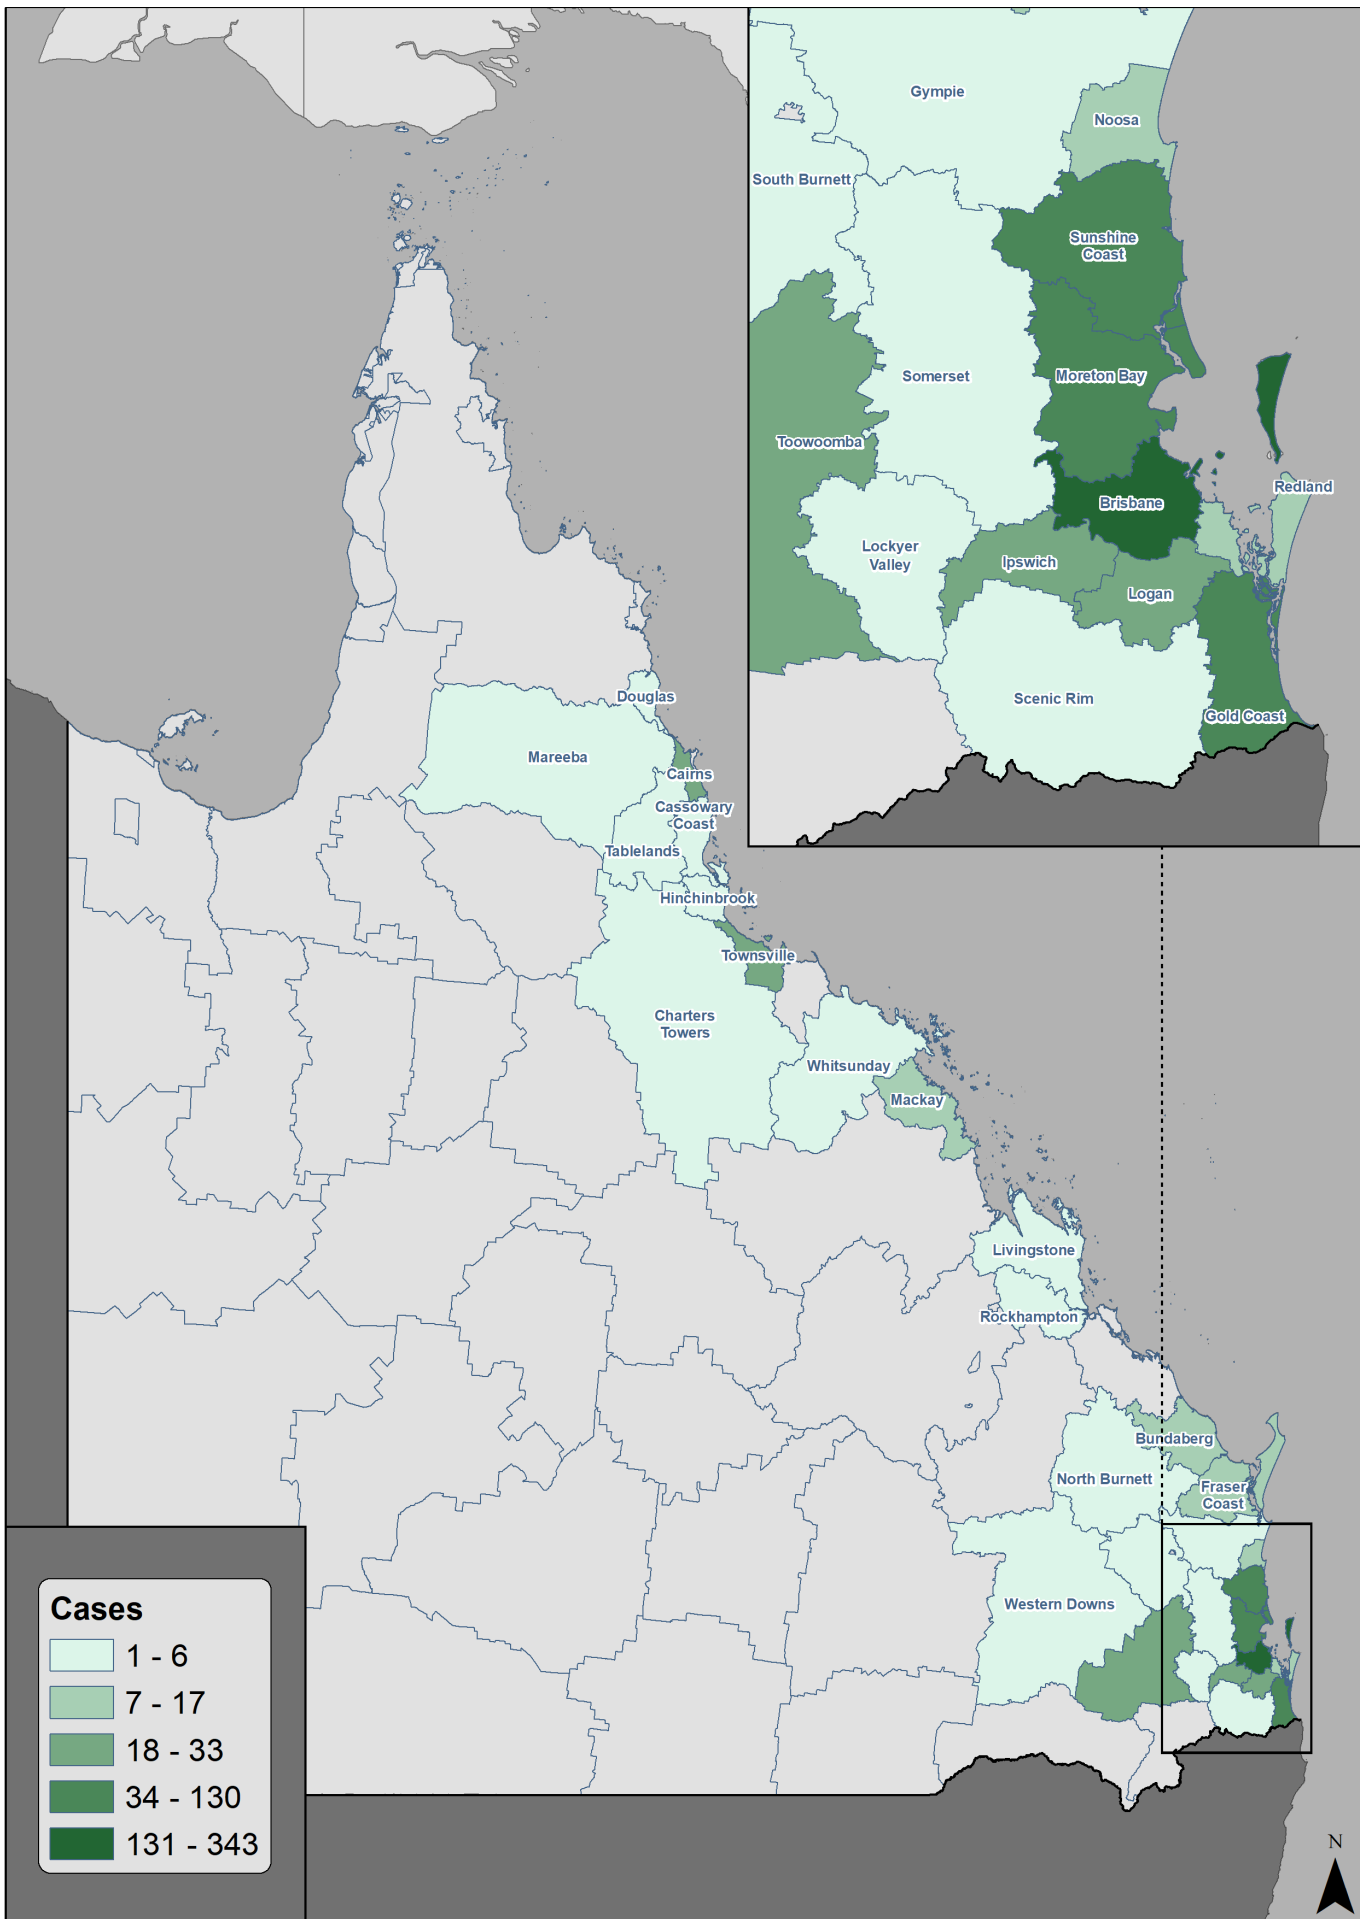 Gympie
Noosa
South Burnett
Sunshine
Coast
Somerset
Moreton Bay
Toowoomba
Redland
Brisbane
Lockyer
Valley
Ipswich
Logan
Scenic Rim
Gold Coast
Douglas
Mareeba
Cairns
Cassowary
Coast
Tablelands
Hinchinbrook
Townsville
Charters
Towers
Whitsunday
Mackay
Livingstone
Rockhampton
Bundaberg
North Burnett
Fraser
Coast
Western Downs
Cases
1 - 6
7 - 17
18 - 33
34 - 130
131 - 343
N